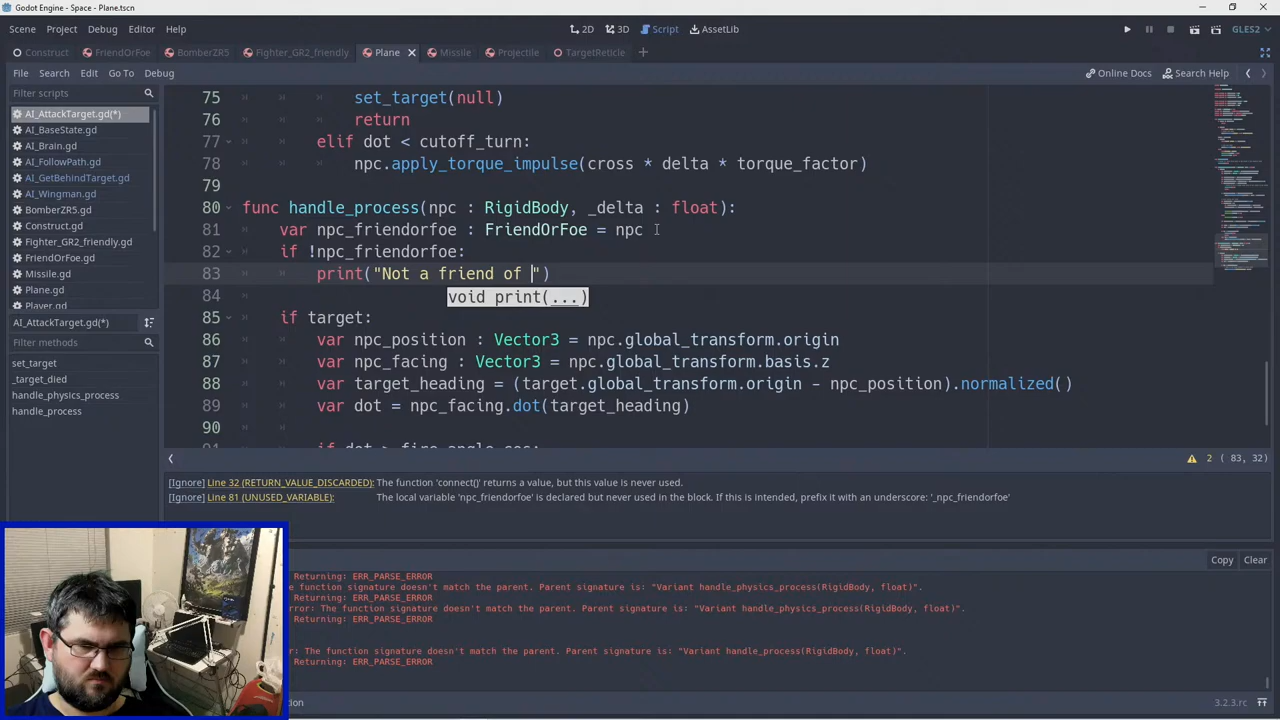 Godot Engine - Space - Plane.tscn
Scene Project Debug Editor Help 2D 3D Script AssetLib GLES2
Construct FriendOrFoe BomberZR5 Fighter_GR2_friendly Plane Missile Projectile TargetReticle
File Search Edit Go To Debug Online Docs Search Help
Filter scripts
AI_AttackTarget.gd(*)
AI_BaseState.gd
AI_Brain.gd
AI_FollowPath.gd
AI_GetBehindTarget.gd
AI_Wingman.gd
BomberZR5.gd
Construct.gd
Fighter_GR2_friendly.gd
FriendOrFoe.gd
Missile.gd
Plane.gd
Player.gd
AI_AttackTarget.gd(*)
Filter methods
set_target
_target_died
handle_physics_process
handle_process
75 set_target(null)
76 return
77 elif dot < cutoff_turn:
78 npc.apply_torque_impulse(cross * delta * torque_factor)
79
80 func handle_process(npc : RigidBody, _delta : float):
81 var npc_friendorfoe : FriendOrFoe = npc
82 if !npc_friendorfoe:
83 print("Not a friend of ")
void print(...)
84
85 if target:
86 var npc_position : Vector3 = npc.global_transform.origin
87 var npc_facing : Vector3 = npc.global_transform.basis.z
88 var target_heading = (target.global_transform.origin - npc_position).normalized()
89 var dot = npc_facing.dot(target_heading)
90
91 if dot > fire_angle_cos:
2 ( 83, 32)
[Ignore] Line 32 (RETURN_VALUE_DISCARDED): The function 'connect()' returns a value, but this value is never used.
[Ignore] Line 81 (UNUSED_VARIABLE): The local variable 'npc_friendorfoe' is declared but never used in the block. If this is intended, prefix it with an underscore: '_npc_friendorfoe'
Copy Clear
Returning: ERR_PARSE_ERROR
he function signature doesn't match the parent. Parent signature is: "Variant handle_physics_process(RigidBody, float)".
Returning: ERR_PARSE_ERROR
rror: The function signature doesn't match the parent. Parent signature is: "Variant handle_physics_process(RigidBody, float)".
Returning: ERR_PARSE_ERROR
r: The function signature doesn't match the parent. Parent signature is: "Variant handle_process(RigidBody, float)".
Returning: ERR_PARSE_ERROR
tion 3.2.3.rc